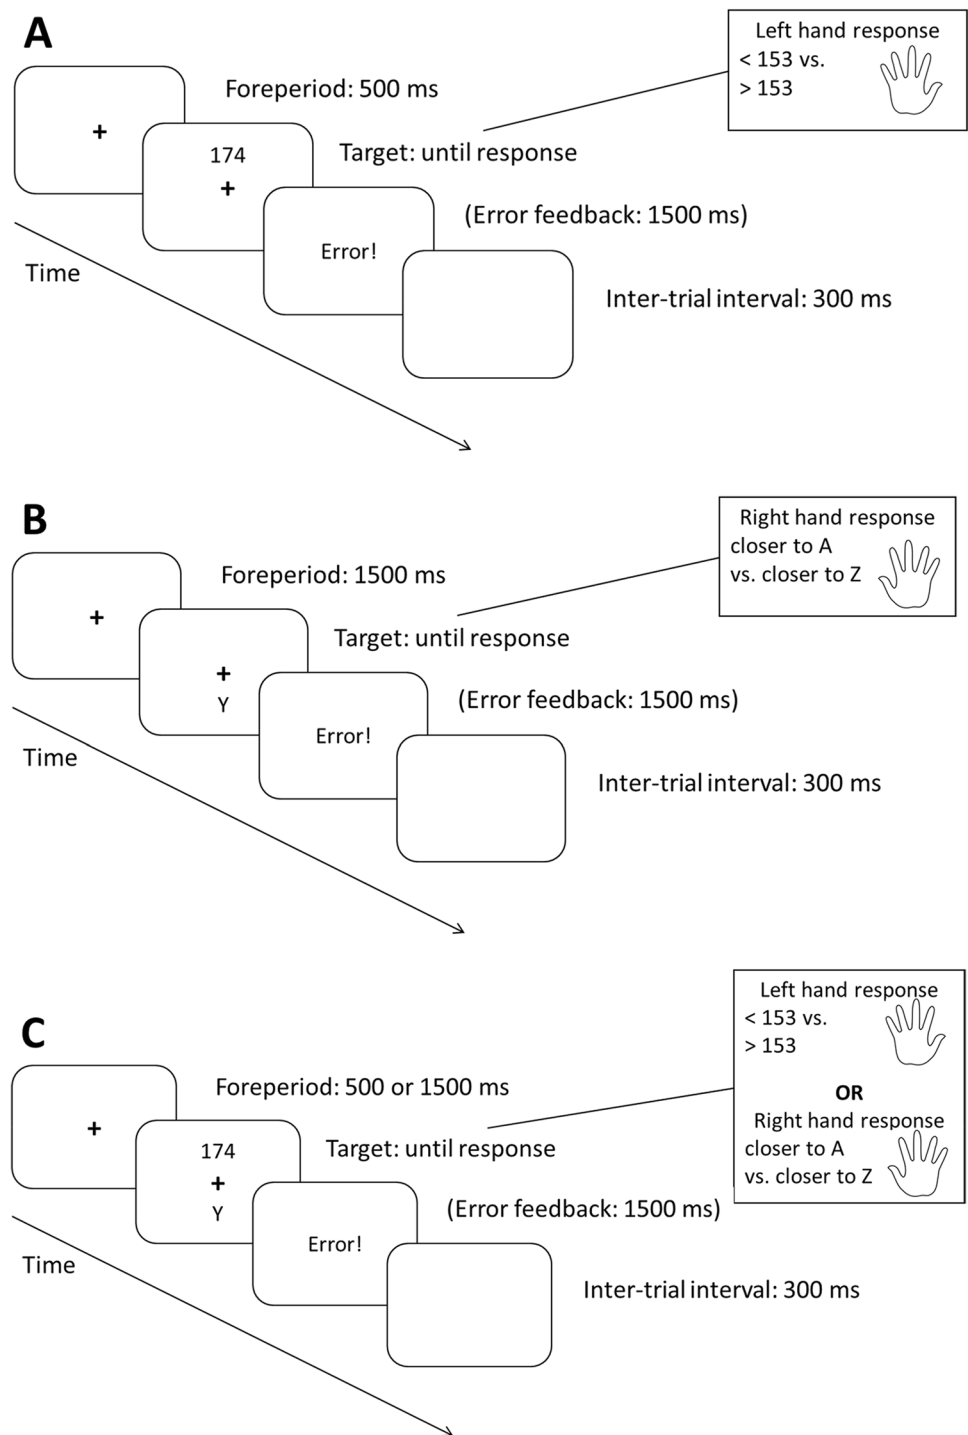 A
Left hand response
< 153 vs.
> 153
Foreperiod: 500 ms
+
174
+
Target: until response
(Error feedback: 1500 ms)
Error!
Time
Inter-trial interval: 300 ms
B
Right hand response
closer to A
vs. closer to Z
Foreperiod: 1500 ms
+
Target: until response
+
Y
(Error feedback: 1500 ms)
Error!
Time
Inter-trial interval: 300 ms
C
Left hand response
< 153 vs.
> 153
OR
Right hand response
closer to A
vs. closer to Z
Foreperiod: 500 or 1500 ms
+
174
+
Y
Target: until response
(Error feedback: 1500 ms)
Error!
Time
Inter-trial interval: 300 ms